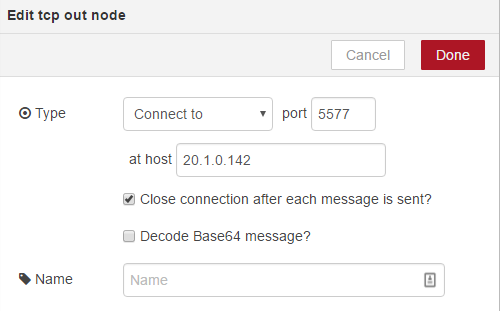 Edit tcp out node
Cancel Done
Type Connect to port 5577
at host 20.1.0.142
Close connection after each message is sent?
Decode Base64 message?
Name Name